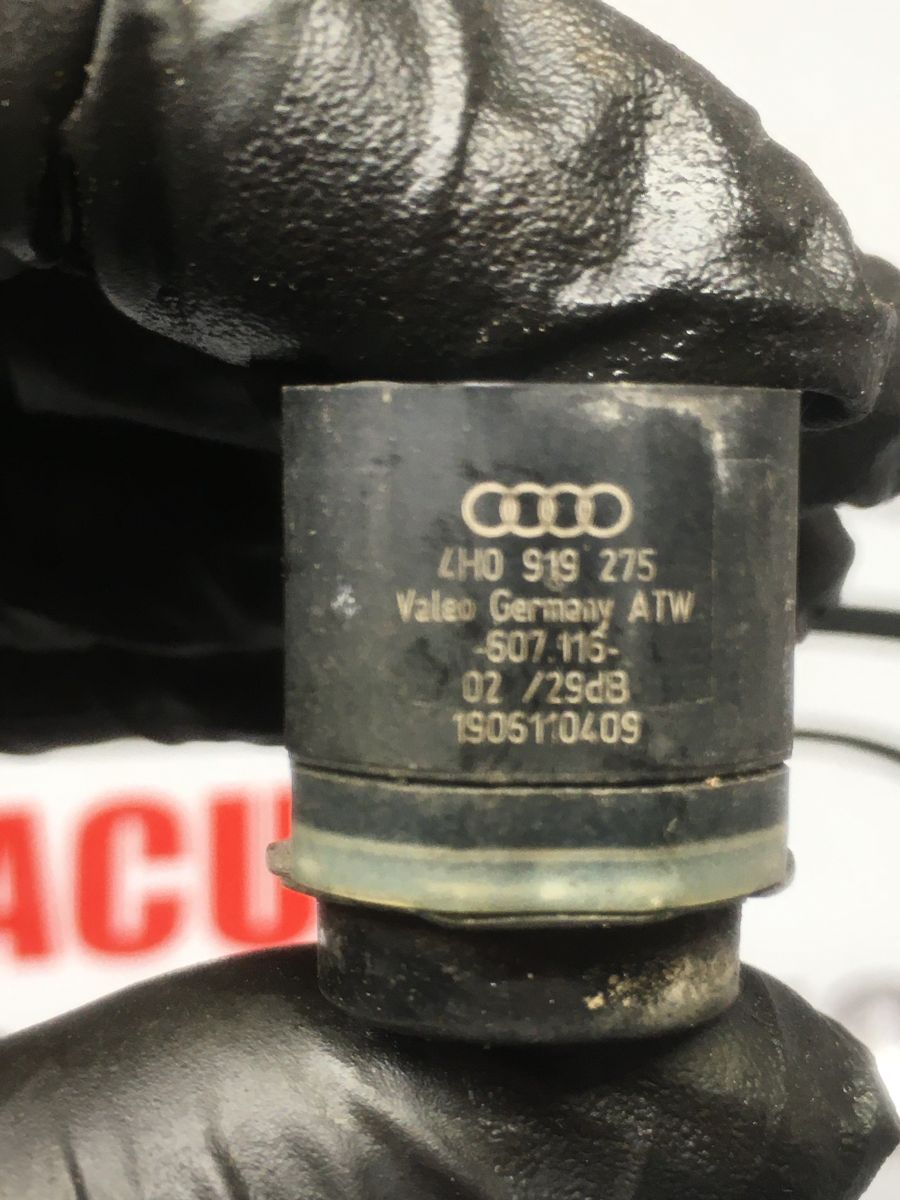 4H0 919 275
Valeo Germany ATW
-607.116-
02 /29dB
1906110409
ACU